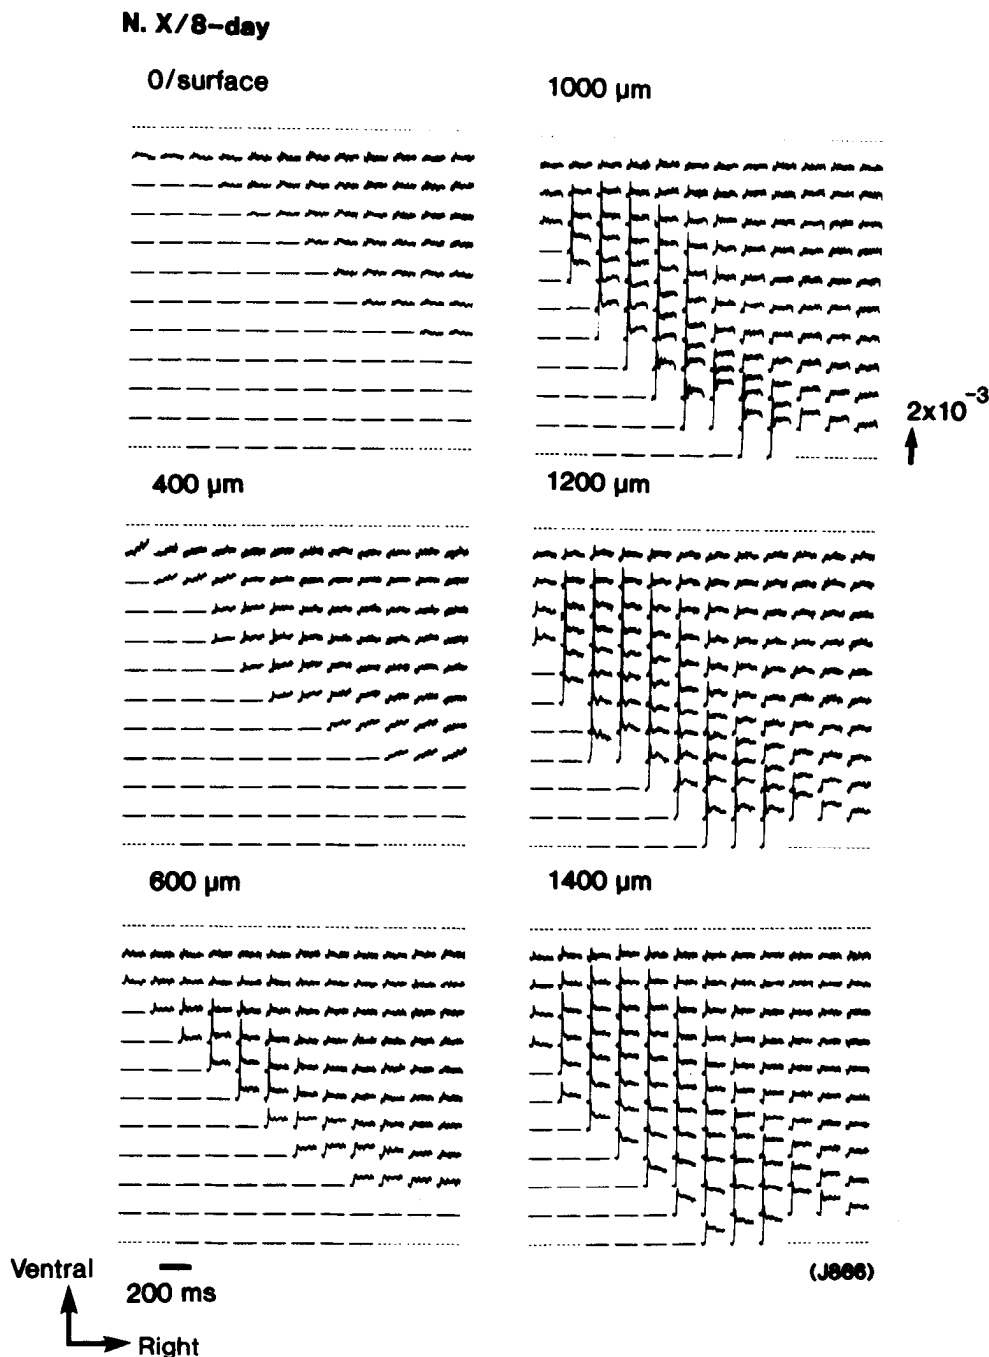 N. X/8-day
0/surface
1000 µm
2x10⁻³
400 µm
1200 µm
600 µm
1400 µm
Ventral
200 ms
Right
(J866)